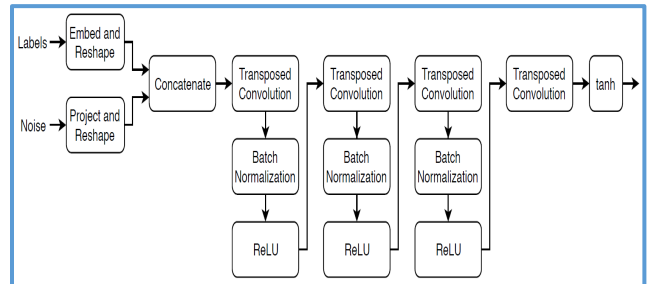 Labels
Embed and
Reshape
Noise
Project and
Reshape
Concatenate
Transposed
Convolution
Batch
Normalization
ReLU
Transposed
Convolution
Batch
Normalization
ReLU
Transposed
Convolution
Batch
Normalization
ReLU
Transposed
Convolution
tanh